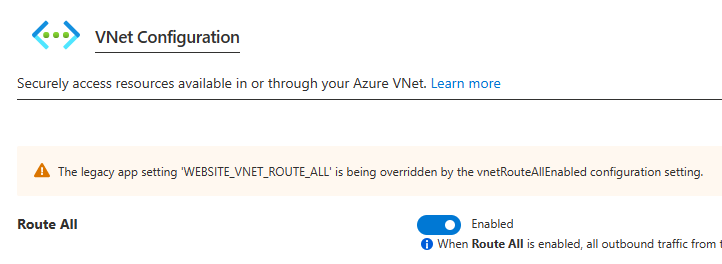 VNet Configuration
Securely access resources available in or through your Azure VNet. Learn more
The legacy app setting 'WEBSITE_VNET_ROUTE_ALL' is being overridden by the vnetRouteAllEnabled configuration setting.
Route All
Enabled
When Route All is enabled, all outbound traffic from